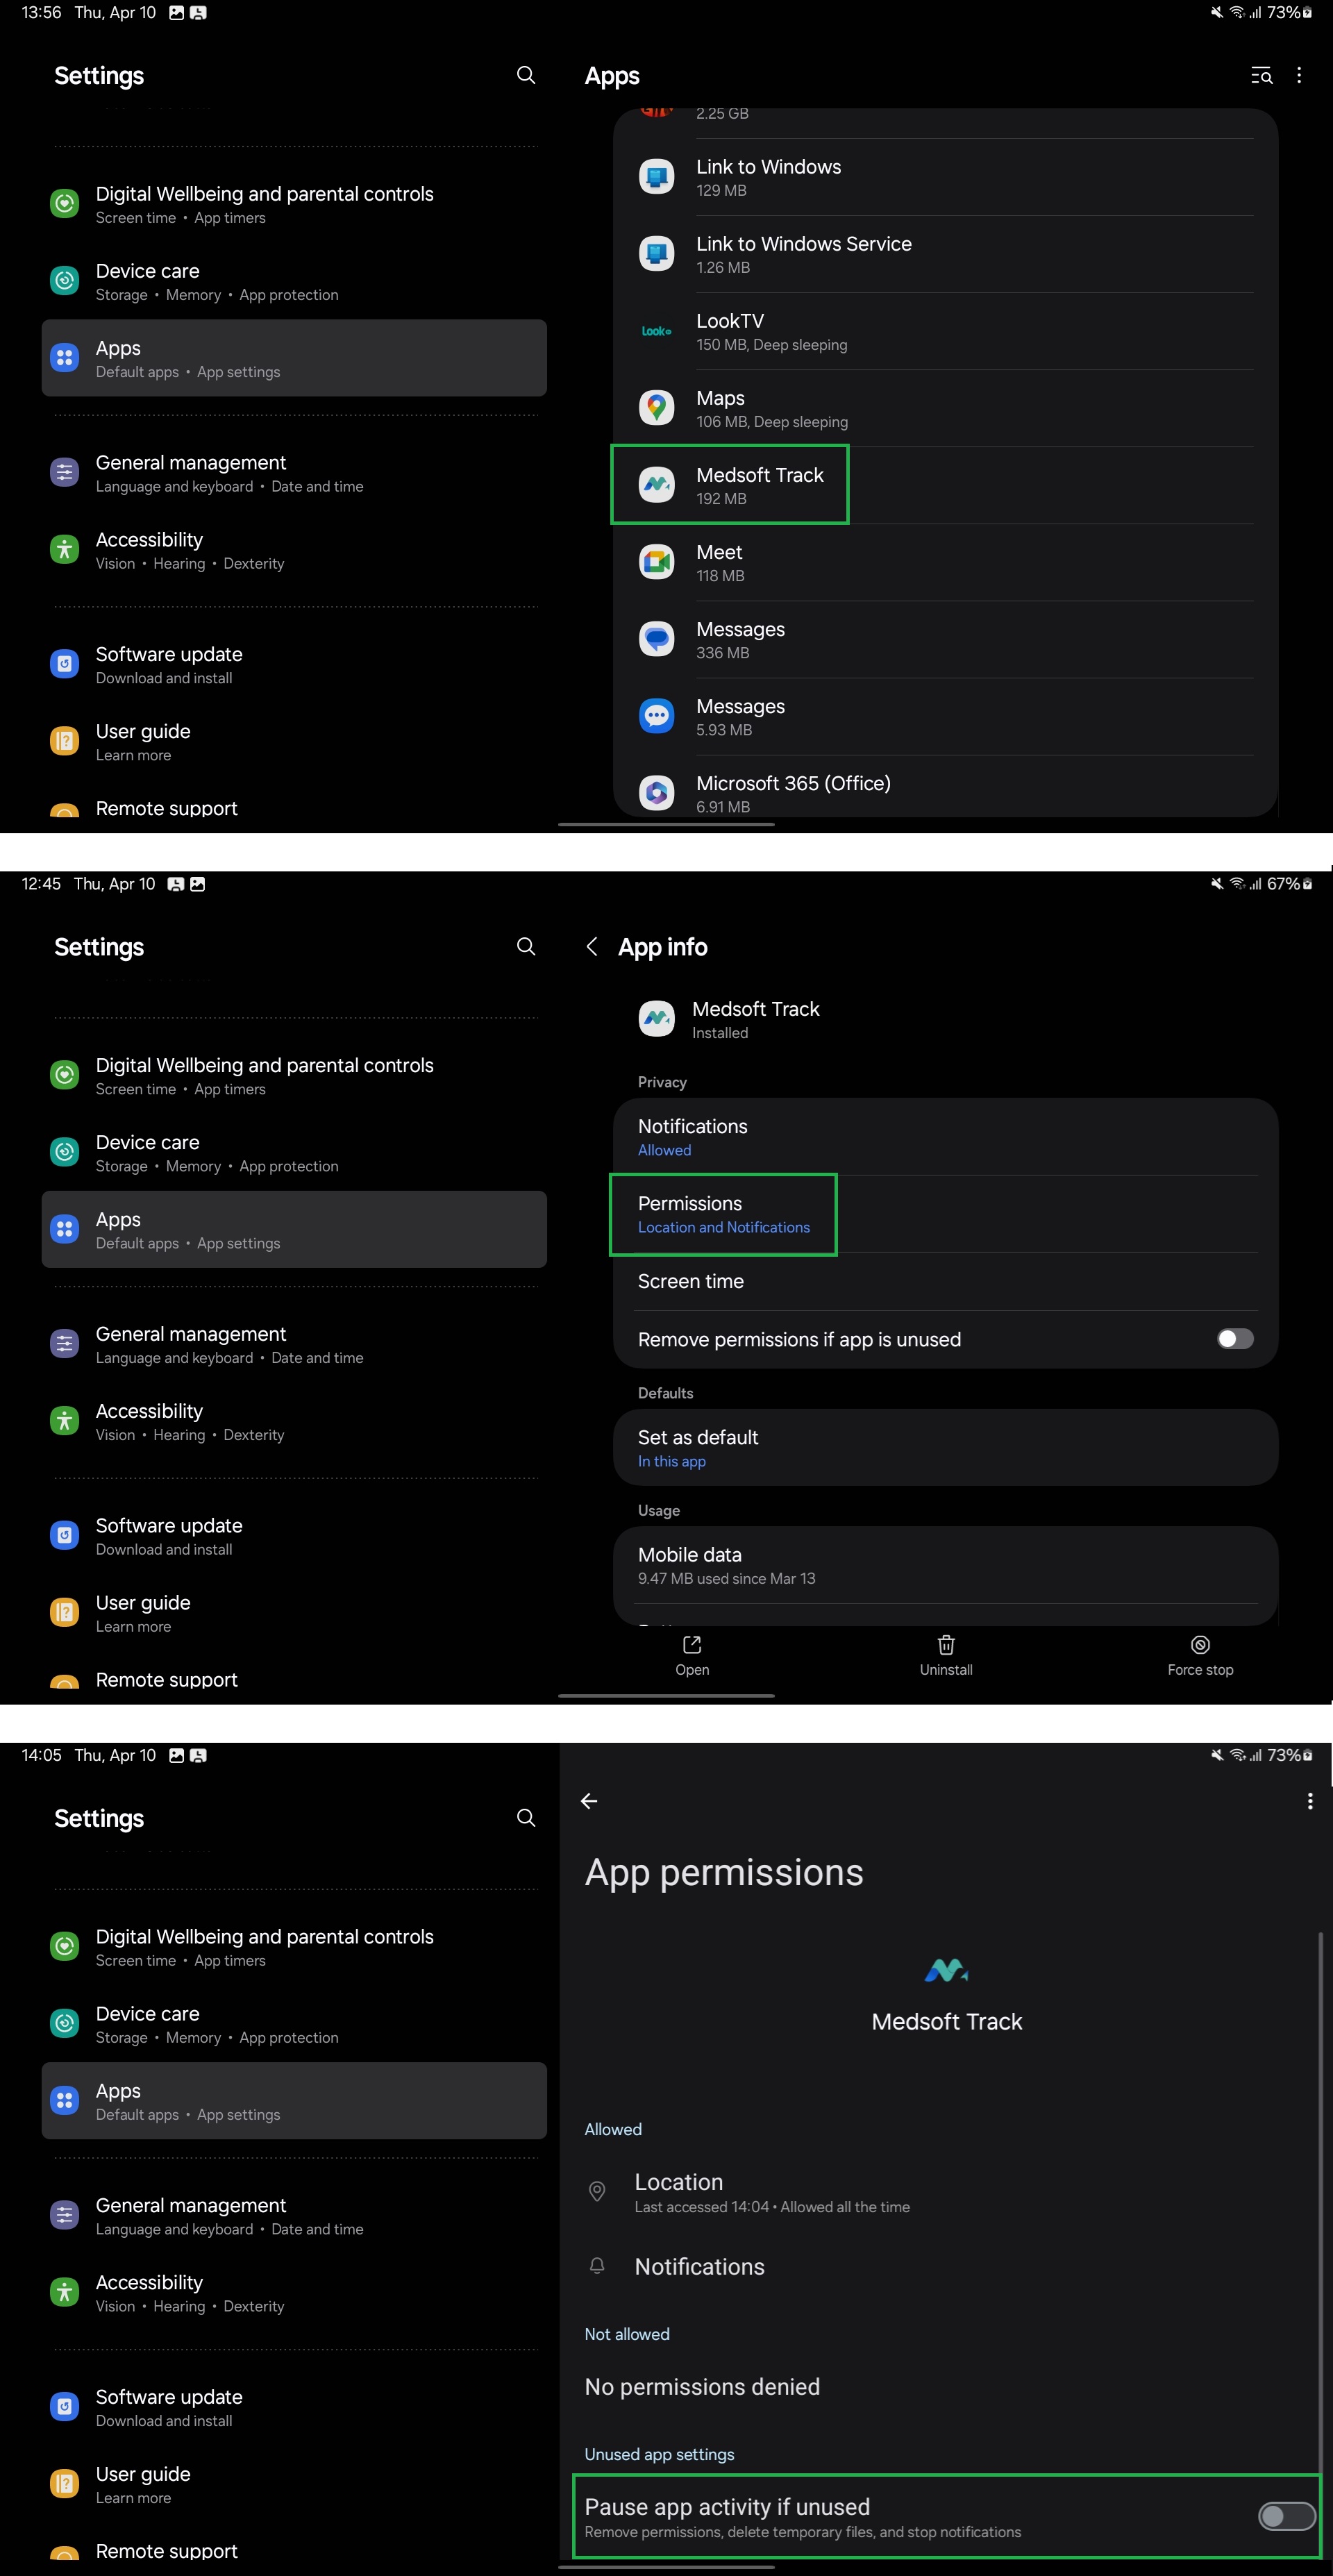 13:56 Thu, Apr 10
73%
Settings
Digital Wellbeing and parental controls
Screen time • App timers
Device care
Storage • Memory • App protection
Apps
Default apps • App settings
General management
Language and keyboard • Date and time
Accessibility
Vision • Hearing • Dexterity
Software update
Download and install
User guide
Learn more
Remote support
Apps
2.25 GB
Link to Windows
129 MB
Link to Windows Service
1.26 MB
Look
LookTV
150 MB, Deep sleeping
Maps
106 MB, Deep sleeping
Medsoft Track
192 MB
Meet
118 MB
Messages
336 MB
Messages
5.93 MB
Microsoft 365 (Office)
6.91 MB
12:45 Thu, Apr 10
67%
Settings
Digital Wellbeing and parental controls
Screen time • App timers
Device care
Storage • Memory • App protection
Apps
Default apps • App settings
General management
Language and keyboard • Date and time
Accessibility
Vision • Hearing • Dexterity
Software update
Download and install
User guide
Learn more
Remote support
App info
Medsoft Track
Installed
Privacy
Notifications
Allowed
Permissions
Location and Notifications
Screen time
Remove permissions if app is unused
Defaults
Set as default
In this app
Usage
Mobile data
9.47 MB used since Mar 13
Open
Uninstall
Force stop
14:05 Thu, Apr 10
73%
Settings
Digital Wellbeing and parental controls
Screen time • App timers
Device care
Storage • Memory • App protection
Apps
Default apps • App settings
General management
Language and keyboard • Date and time
Accessibility
Vision • Hearing • Dexterity
Software update
Download and install
User guide
Learn more
Remote support
App permissions
Medsoft Track
Allowed
Location
Last accessed 14:04 • Allowed all the time
Notifications
Not allowed
No permissions denied
Unused app settings
Pause app activity if unused
Remove permissions, delete temporary files, and stop notifications